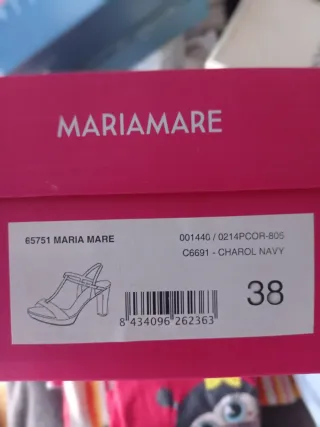 MARIAMARE
65751 MARIA MARE
001440 / 0214PCOR-805
C6691 - CHAROL NAVY
38
8 434096 262363